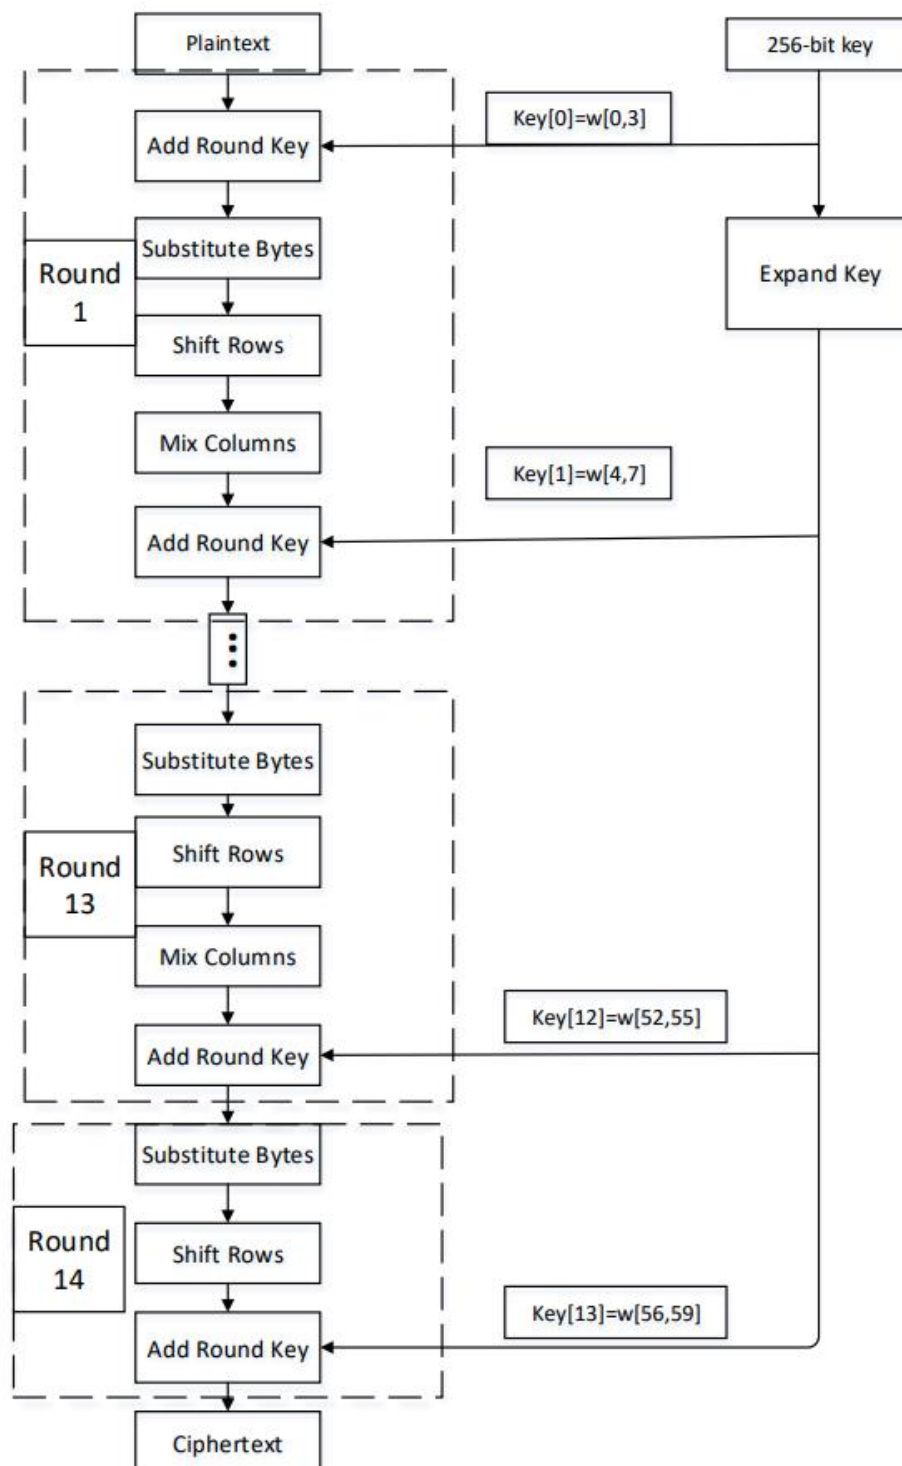 Plaintext
256-bit key
Key[0]=w[0,3]
Add Round Key
Substitute Bytes
Round
1
Expand Key
Shift Rows
Mix Columns
Key[1]=w[4,7]
Add Round Key
...
Substitute Bytes
Shift Rows
Round
13
Mix Columns
Key[12]=w[52,55]
Add Round Key
Substitute Bytes
Round
14
Shift Rows
Key[13]=w[56,59]
Add Round Key
Ciphertext